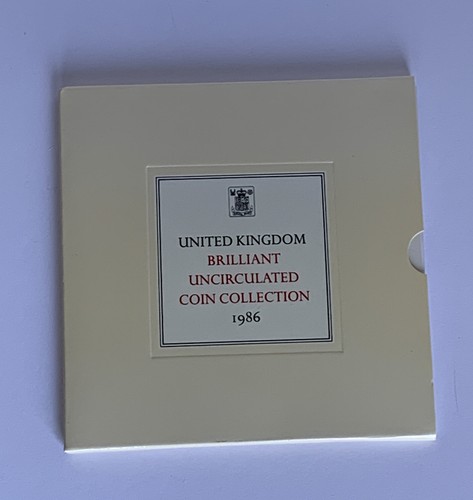 UNITED KINGDOM
BRILLIANT
UNCIRCULATED
COIN COLLECTION
1986